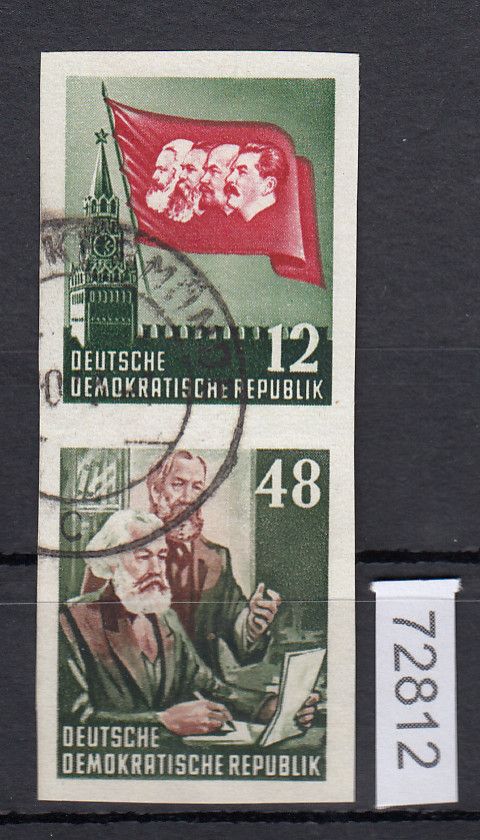 12
DEUTSCHE
DEMOKRATISCHE REPUBLIK
48
DEUTSCHE
DEMOKRATISCHE REPUBLIK
72812